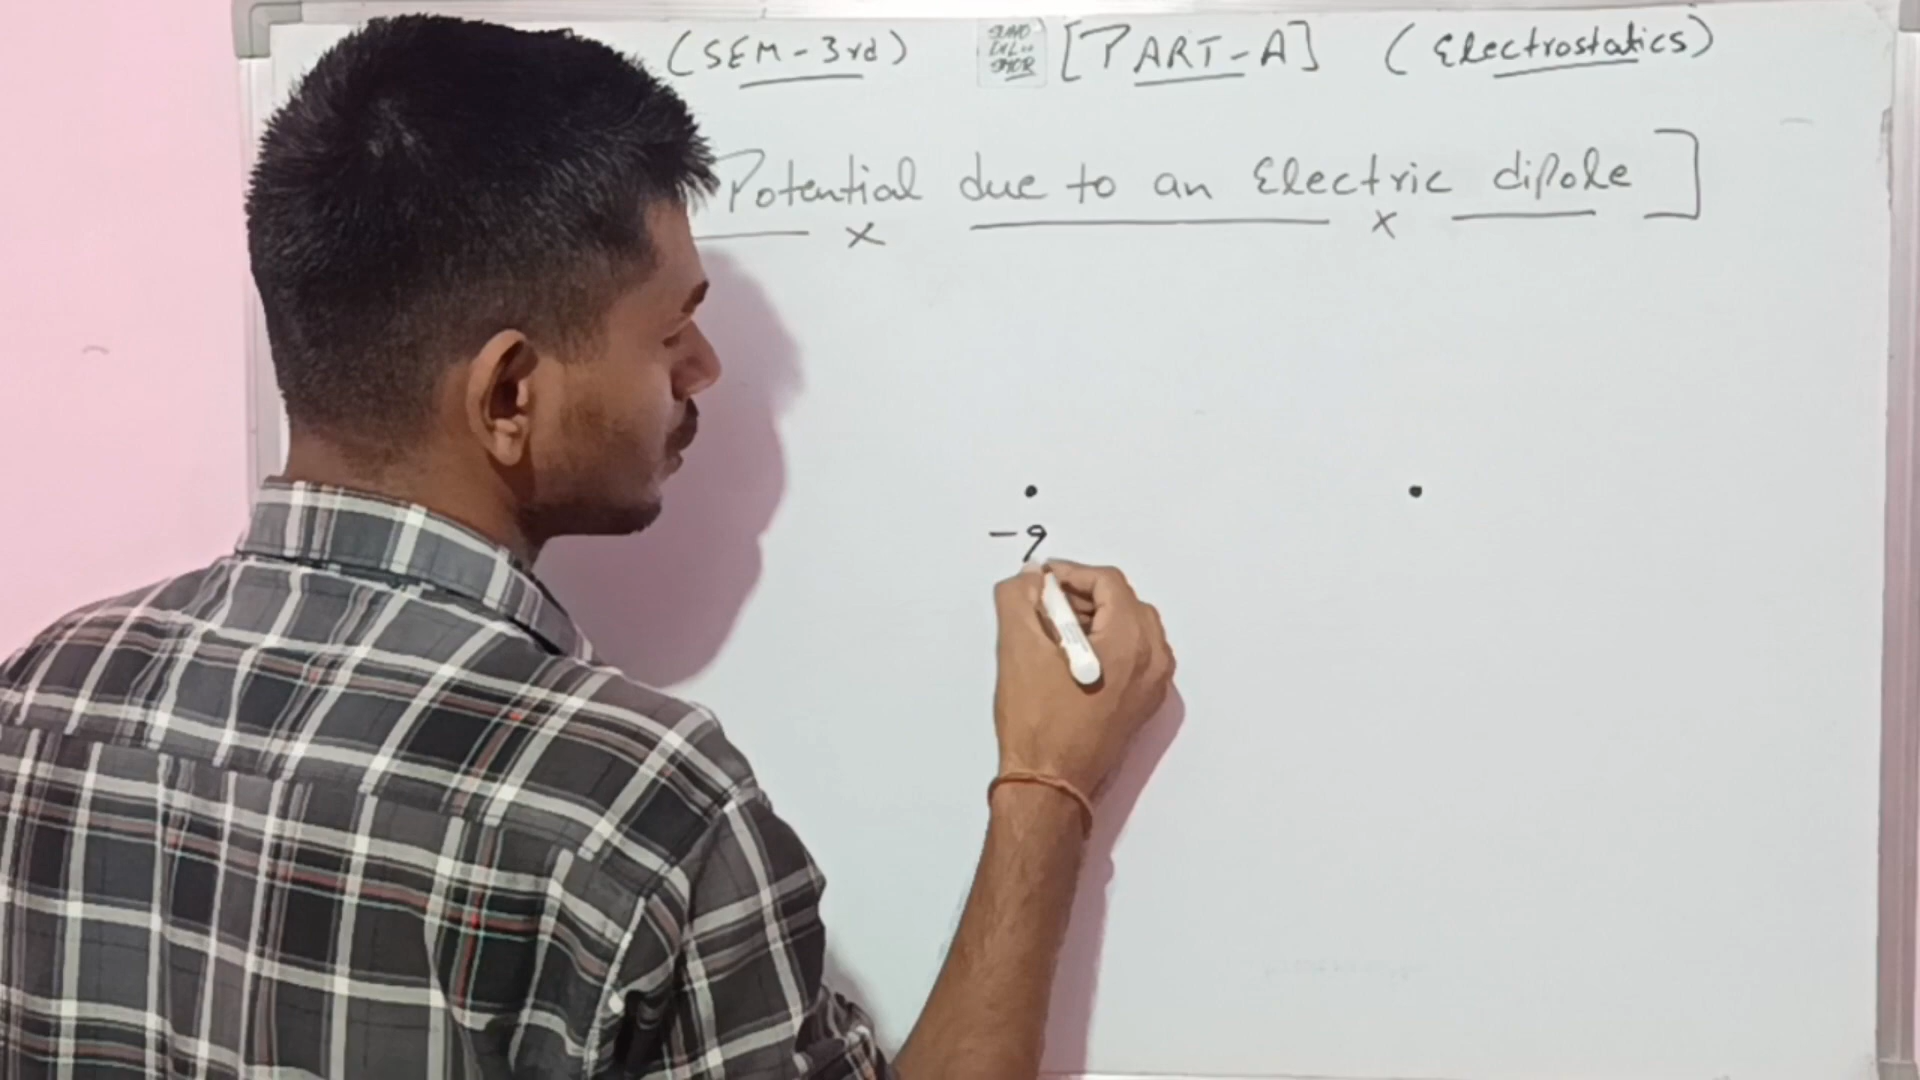 (SEM-3rd) [PART-A] (Electrostatics)
Potential due to an Electric dipole]
-q